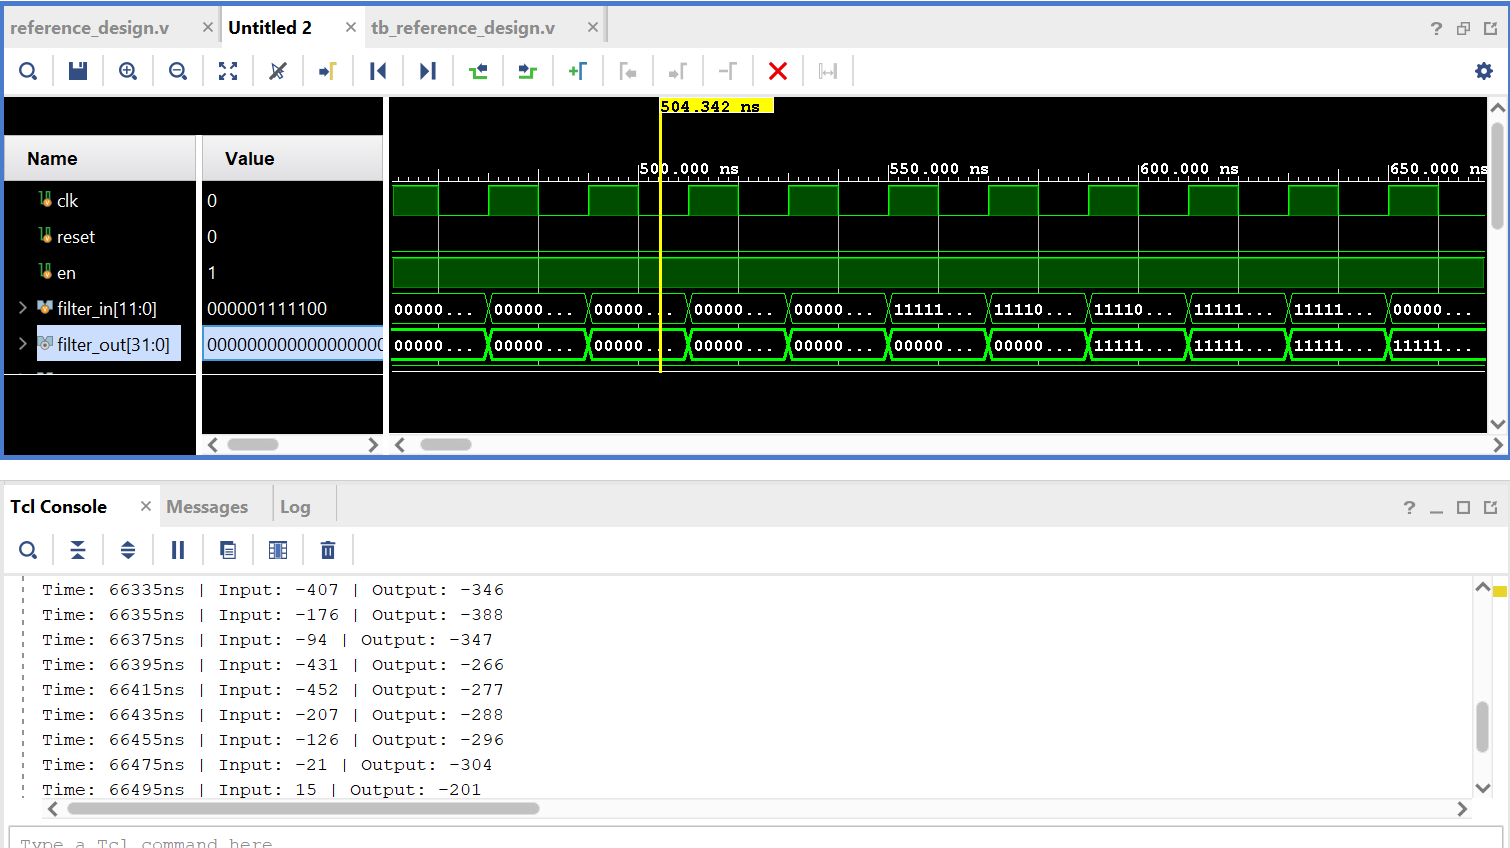 reference_design.v × Untitled 2 × tb_reference_design.v × ?
504.342 ns
Name Value
500.000 ns 550.000 ns 600.000 ns 650.000 ns
clk 0
reset 0
en 1
filter_in[11:0] 000001111100 00000... 00000... 00000... 00000... 00000... 11111... 11110... 11110... 11111... 11111... 00000...
filter_out[31:0] 00000... 00000... 00000... 00000... 00000... 00000... 00000... 11111... 11111... 11111... 11111...
Tcl Console × Messages Log ?
Time: 66335ns | Input: -407 | Output: -346
Time: 66355ns | Input: -176 | Output: -388
Time: 66375ns | Input: -94 | Output: -347
Time: 66395ns | Input: -431 | Output: -266
Time: 66415ns | Input: -452 | Output: -277
Time: 66435ns | Input: -207 | Output: -288
Time: 66455ns | Input: -126 | Output: -296
Time: 66475ns | Input: -21 | Output: -304
Time: 66495ns | Input: 15 | Output: -201
Type a Tcl command here